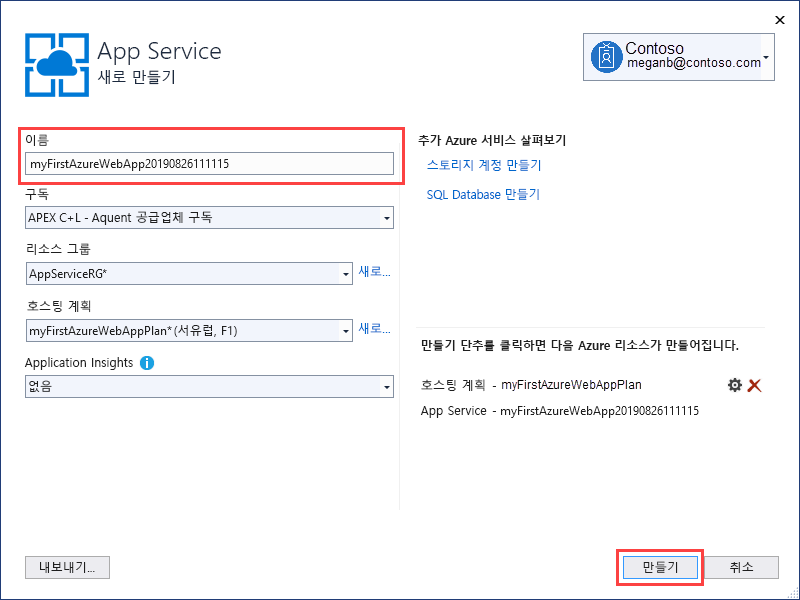 App Service
새로 만들기
Contoso
meganb@contoso.com
이름
myFirstAzureWebApp20190826111115
구독
APEX C+L - Aquent 공급업체 구독
리소스 그룹
AppServiceRG*
새로...
호스팅 계획
myFirstAzureWebAppPlan* (서유럽, F1)
새로...
Application Insights
없음
추가 Azure 서비스 살펴보기
스토리지 계정 만들기
SQL Database 만들기
만들기 단추를 클릭하면 다음 Azure 리소스가 만들어집니다.
호스팅 계획 - myFirstAzureWebAppPlan
App Service - myFirstAzureWebApp20190826111115
내보내기...
만들기
취소